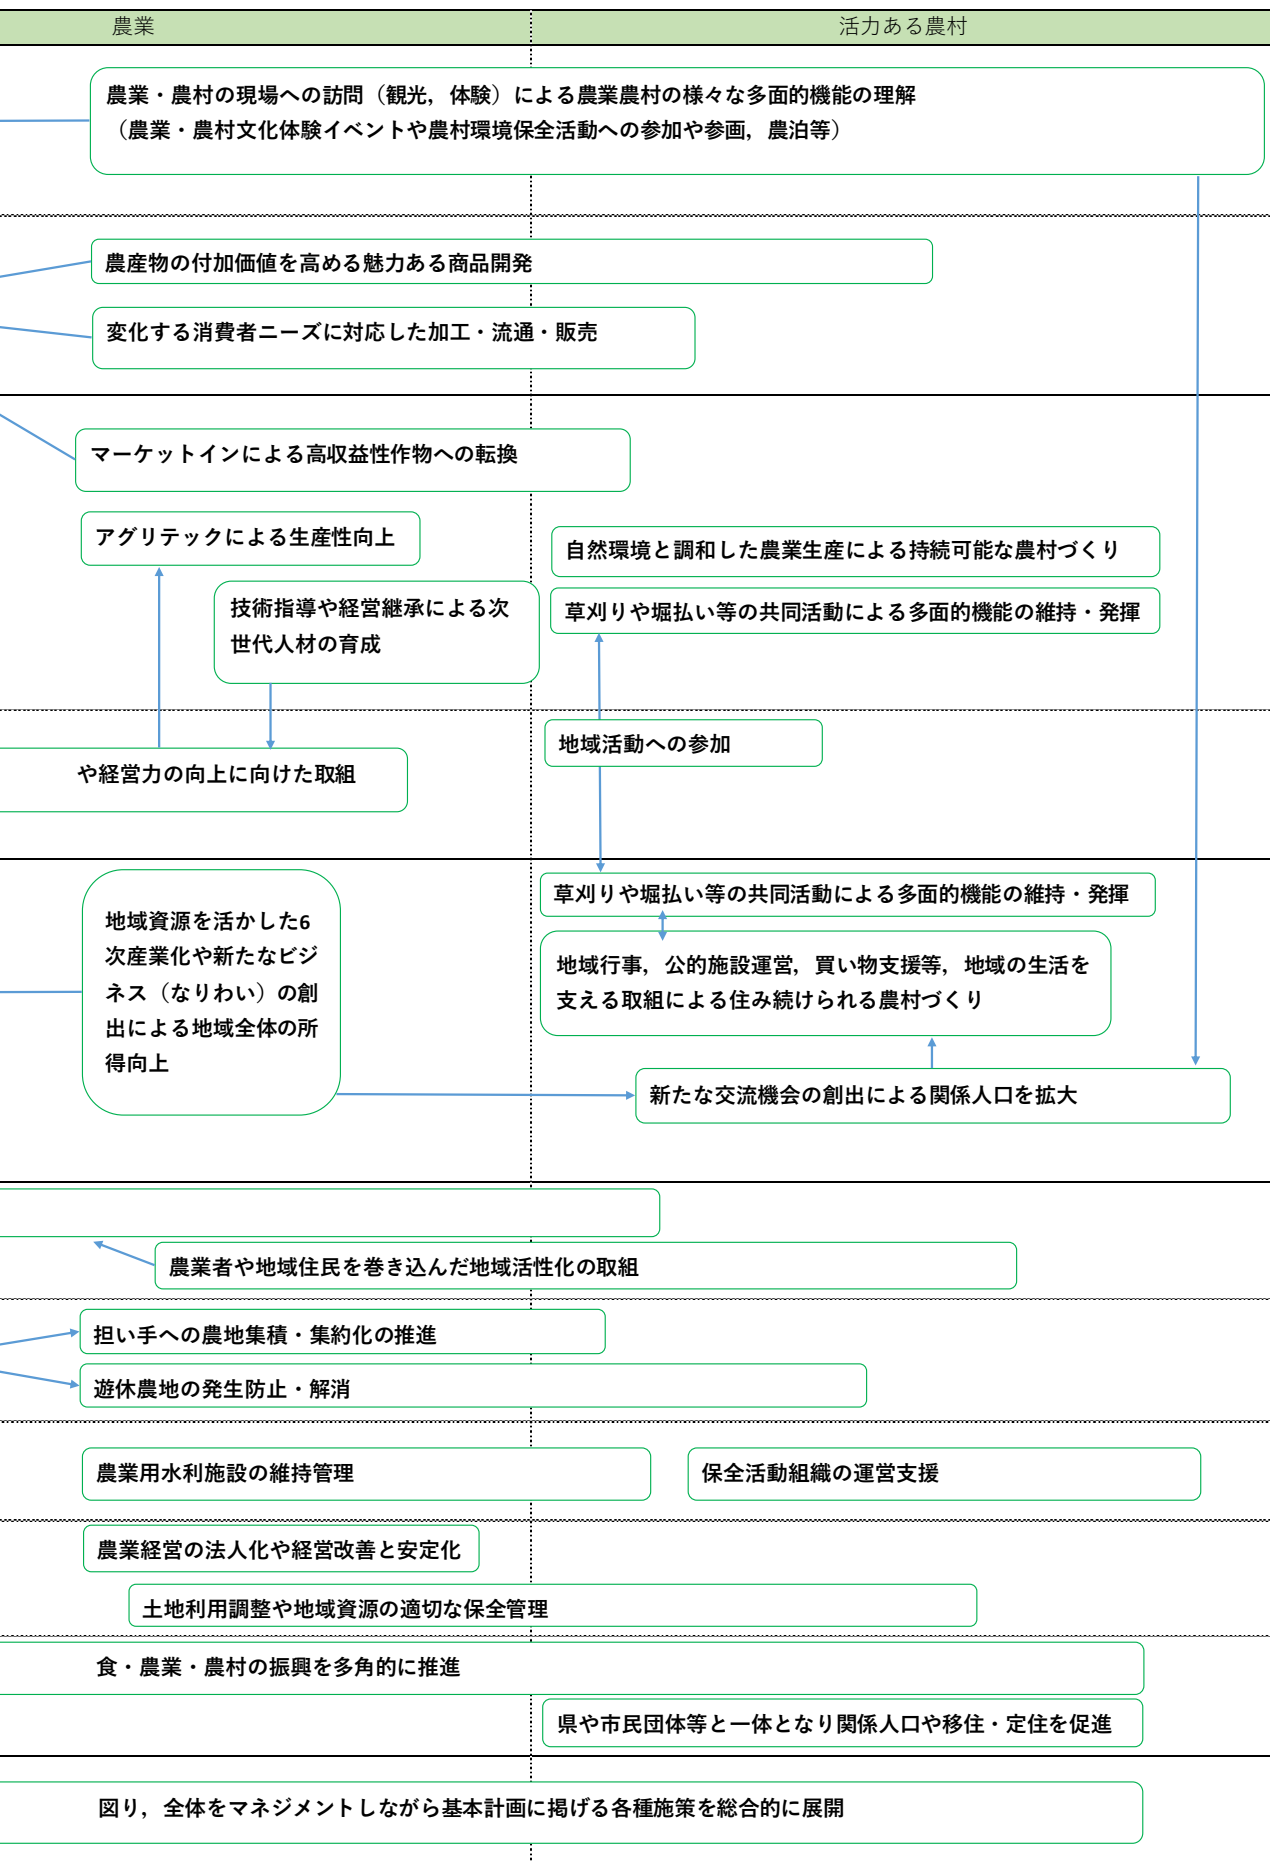 農業
活力ある農村
農業・農村の現場への訪問（観光，体験）による農業農村の様々な多面的機能の理解
（農業・農村文化体験イベントや農村環境保全活動への参加や参画，農泊等）
農産物の付加価値を高める魅力ある商品開発
変化する消費者ニーズに対応した加工・流通・販売
マーケットインによる高収益性作物への転換
アグリテックによる生産性向上
自然環境と調和した農業生産による持続可能な農村づくり
技術指導や経営継承による次
世代人材の育成
草刈りや堀払い等の共同活動による多面的機能の維持・発揮
地域活動への参加
や経営力の向上に向けた取組
地域資源を活かした6
次産業化や新たなビジ
ネス（なりわい）の創
出による地域全体の所
得向上
草刈りや堀払い等の共同活動による多面的機能の維持・発揮
地域行事，公的施設運営，買い物支援等，地域の生活を
支える取組による住み続けられる農村づくり
新たな交流機会の創出による関係人口を拡大
農業者や地域住民を巻き込んだ地域活性化の取組
担い手への農地集積・集約化の推進
遊休農地の発生防止・解消
農業用水利施設の維持管理
保全活動組織の運営支援
農業経営の法人化や経営改善と安定化
土地利用調整や地域資源の適切な保全管理
食・農業・農村の振興を多角的に推進
県や市民団体等と一体となり関係人口や移住・定住を促進
図り，全体をマネジメントしながら基本計画に掲げる各種施策を総合的に展開